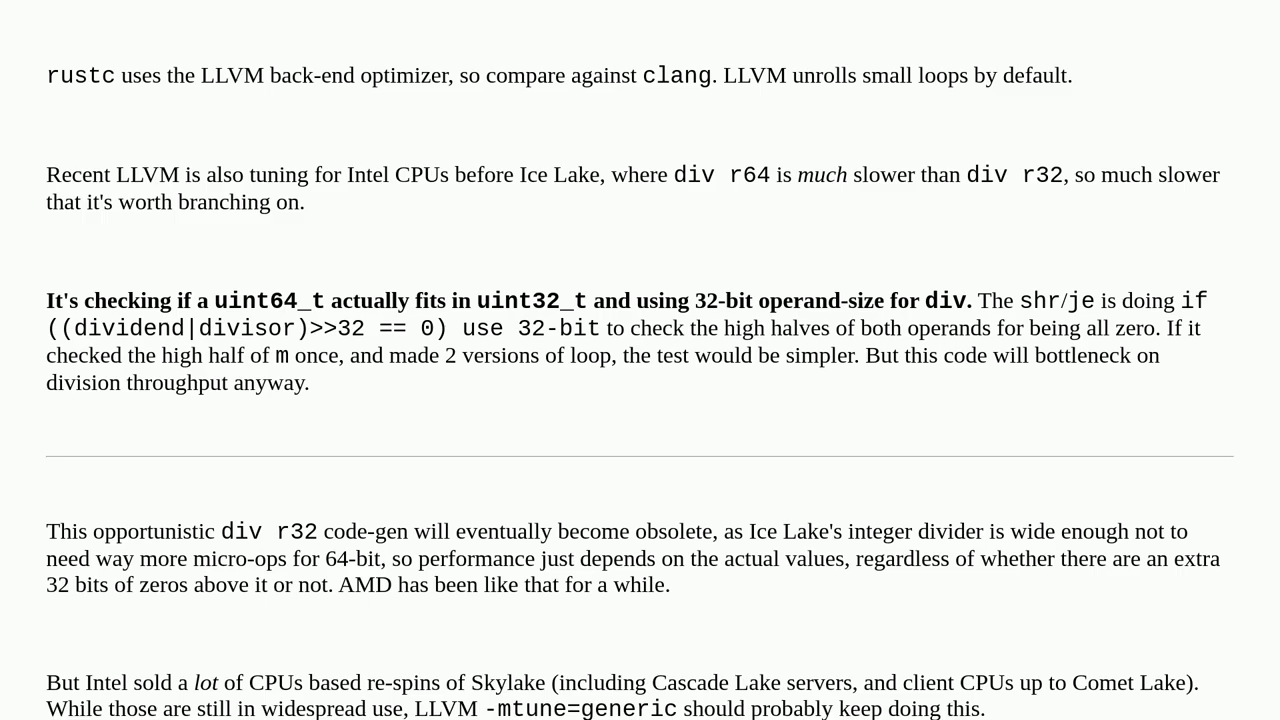 rustc uses the LLVM back-end optimizer, so compare against clang. LLVM unrolls small loops by default.
Recent LLVM is also tuning for Intel CPUs before Ice Lake, where div r64 is much slower than div r32, so much slower
that it's worth branching on.
It's checking if a uint64_t actually fits in uint32_t and using 32-bit operand-size for div. The shr/je is doing if
((dividend|divisor)>>32 == 0) use 32-bit to check the high halves of both operands for being all zero. If it
checked the high half of m once, and made 2 versions of loop, the test would be simpler. But this code will bottleneck on
division throughput anyway.
This opportunistic div r32 code-gen will eventually become obsolete, as Ice Lake's integer divider is wide enough not to
need way more micro-ops for 64-bit, so performance just depends on the actual values, regardless of whether there are an extra
32 bits of zeros above it or not. AMD has been like that for a while.
But Intel sold a lot of CPUs based re-spins of Skylake (including Cascade Lake servers, and client CPUs up to Comet Lake).
While those are still in widespread use, LLVM -mtune=generic should probably keep doing this.